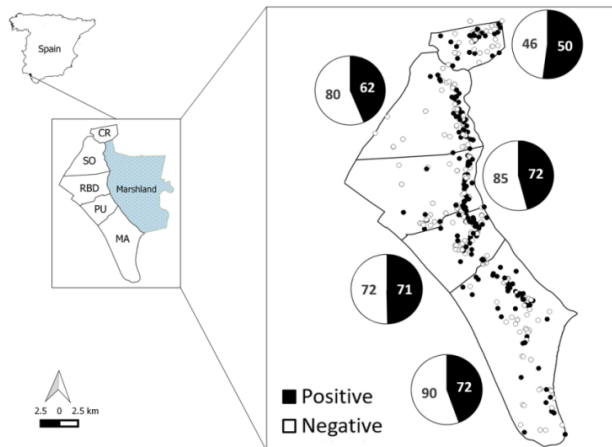 Spain
CR
SO
Marshland
RBD
PU
MA
2.5 0 2.5 km
46 50
62
80
72
85
72 71
90 72
Positive
Negative